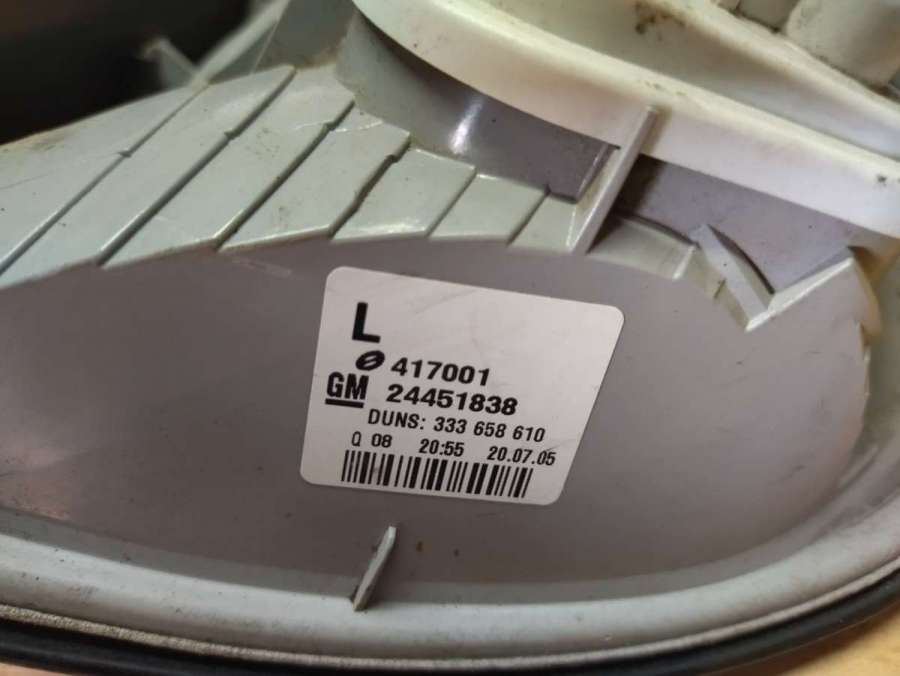 L
417001
GM 24451838
DUNS: 333 658 610
Q 08 20:55 20.07.05